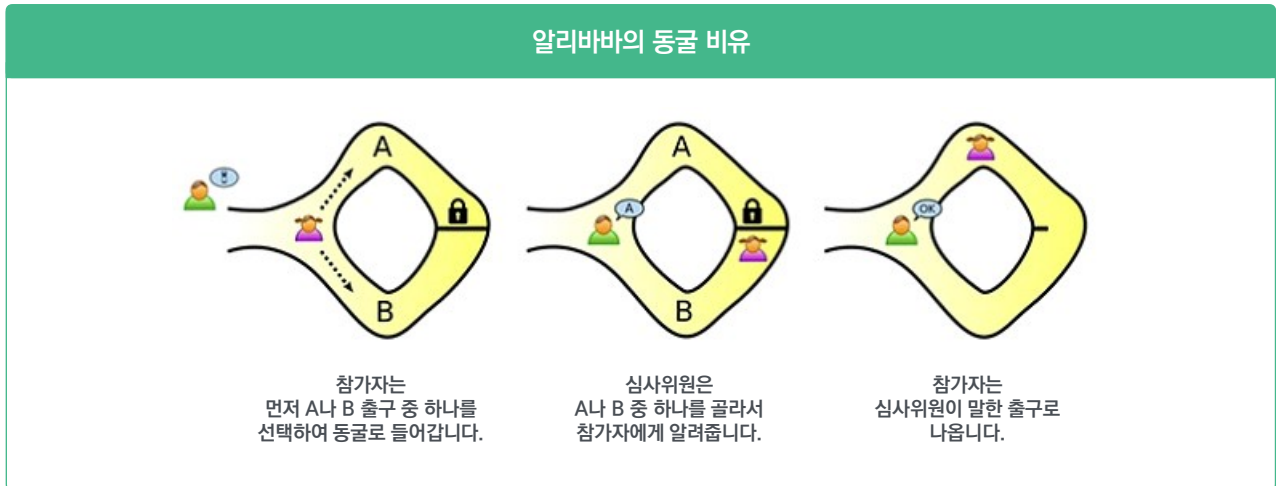 알리바바의 동굴 비유
A
B
A
A
B
OK
참가자는
먼저 A나 B 출구 중 하나를
선택하여 동굴로 들어갑니다.
심사위원은
A나 B 중 하나를 골라서
참가자에게 알려줍니다.
참가자는
심사위원이 말한 출구로
나옵니다.